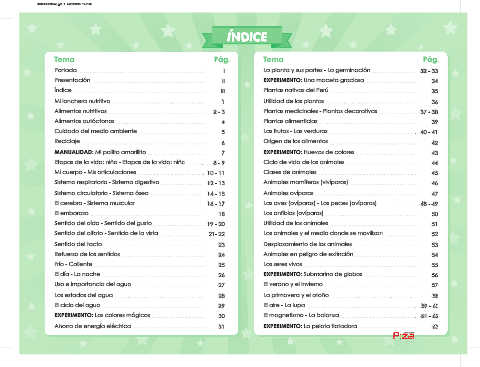 ÍNDICE
Tema Pág.
Portada I
Presentación II
Índice III
Mi lonchera nutritiva 1
Alimentos nutritivos 2 - 3
Alimentos autóctonos 4
Cuidado del medio ambiente 5
Reciclaje 6
MANUALIDAD: Mi pollito amarillito 7
Etapas de la vida: niño - Etapas de la vida: niña 8 - 9
Mi cuerpo - Mis articulaciones 10 - 11
Sistema respiratorio - Sistema digestivo 12 - 13
Sistema circulatorio - Sistema óseo 14 - 15
El cerebro - Sistema muscular 16 - 17
El embarazo 18
Sentido del oído - Sentido del gusto 19 - 20
Sentido del olfato - Sentido de la vista 21 - 22
Sentido del tacto 23
Refuerzo de los sentidos 24
Frío - Caliente 25
El día - La noche 26
Uso e importancia del agua 27
Los estados del agua 28
El ciclo del agua 29
EXPERIMENTO: Los colores mágicos 30
Ahorro de energía eléctrica 31
Tema Pág.
La planta y sus partes - La germinación 32 - 33
EXPERIMENTO: Una maceta graciosa 34
Plantas nativas del Perú 35
Utilidad de las plantas 36
Plantas medicinales - Plantas decorativas 37 - 38
Plantas alimenticias 39
Las frutas - Las verduras 40 - 41
Origen de los alimentos 42
EXPERIMENTO: Huevos de colores 43
Ciclo de vida de los animales 44
Clases de animales 45
Animales mamíferos (vivíparos) 46
Animales ovíparos 47
Las aves (ovíparos) - Los peces (ovíparos) 48 - 49
Los anfibios (ovíparos) 50
Utilidad de los animales 51
Los animales y el medio donde se movilizan 52
Desplazamiento de los animales 53
Animales en peligro de extinción 54
Los seres vivos 55
EXPERIMENTO: Submarino de globos 56
El verano y el invierno 57
La primavera y el otoño 58
El aire - La lupa 59 - 60
El magnetismo - La balanza 61 - 62
EXPERIMENTO: La pelota flotadora 63